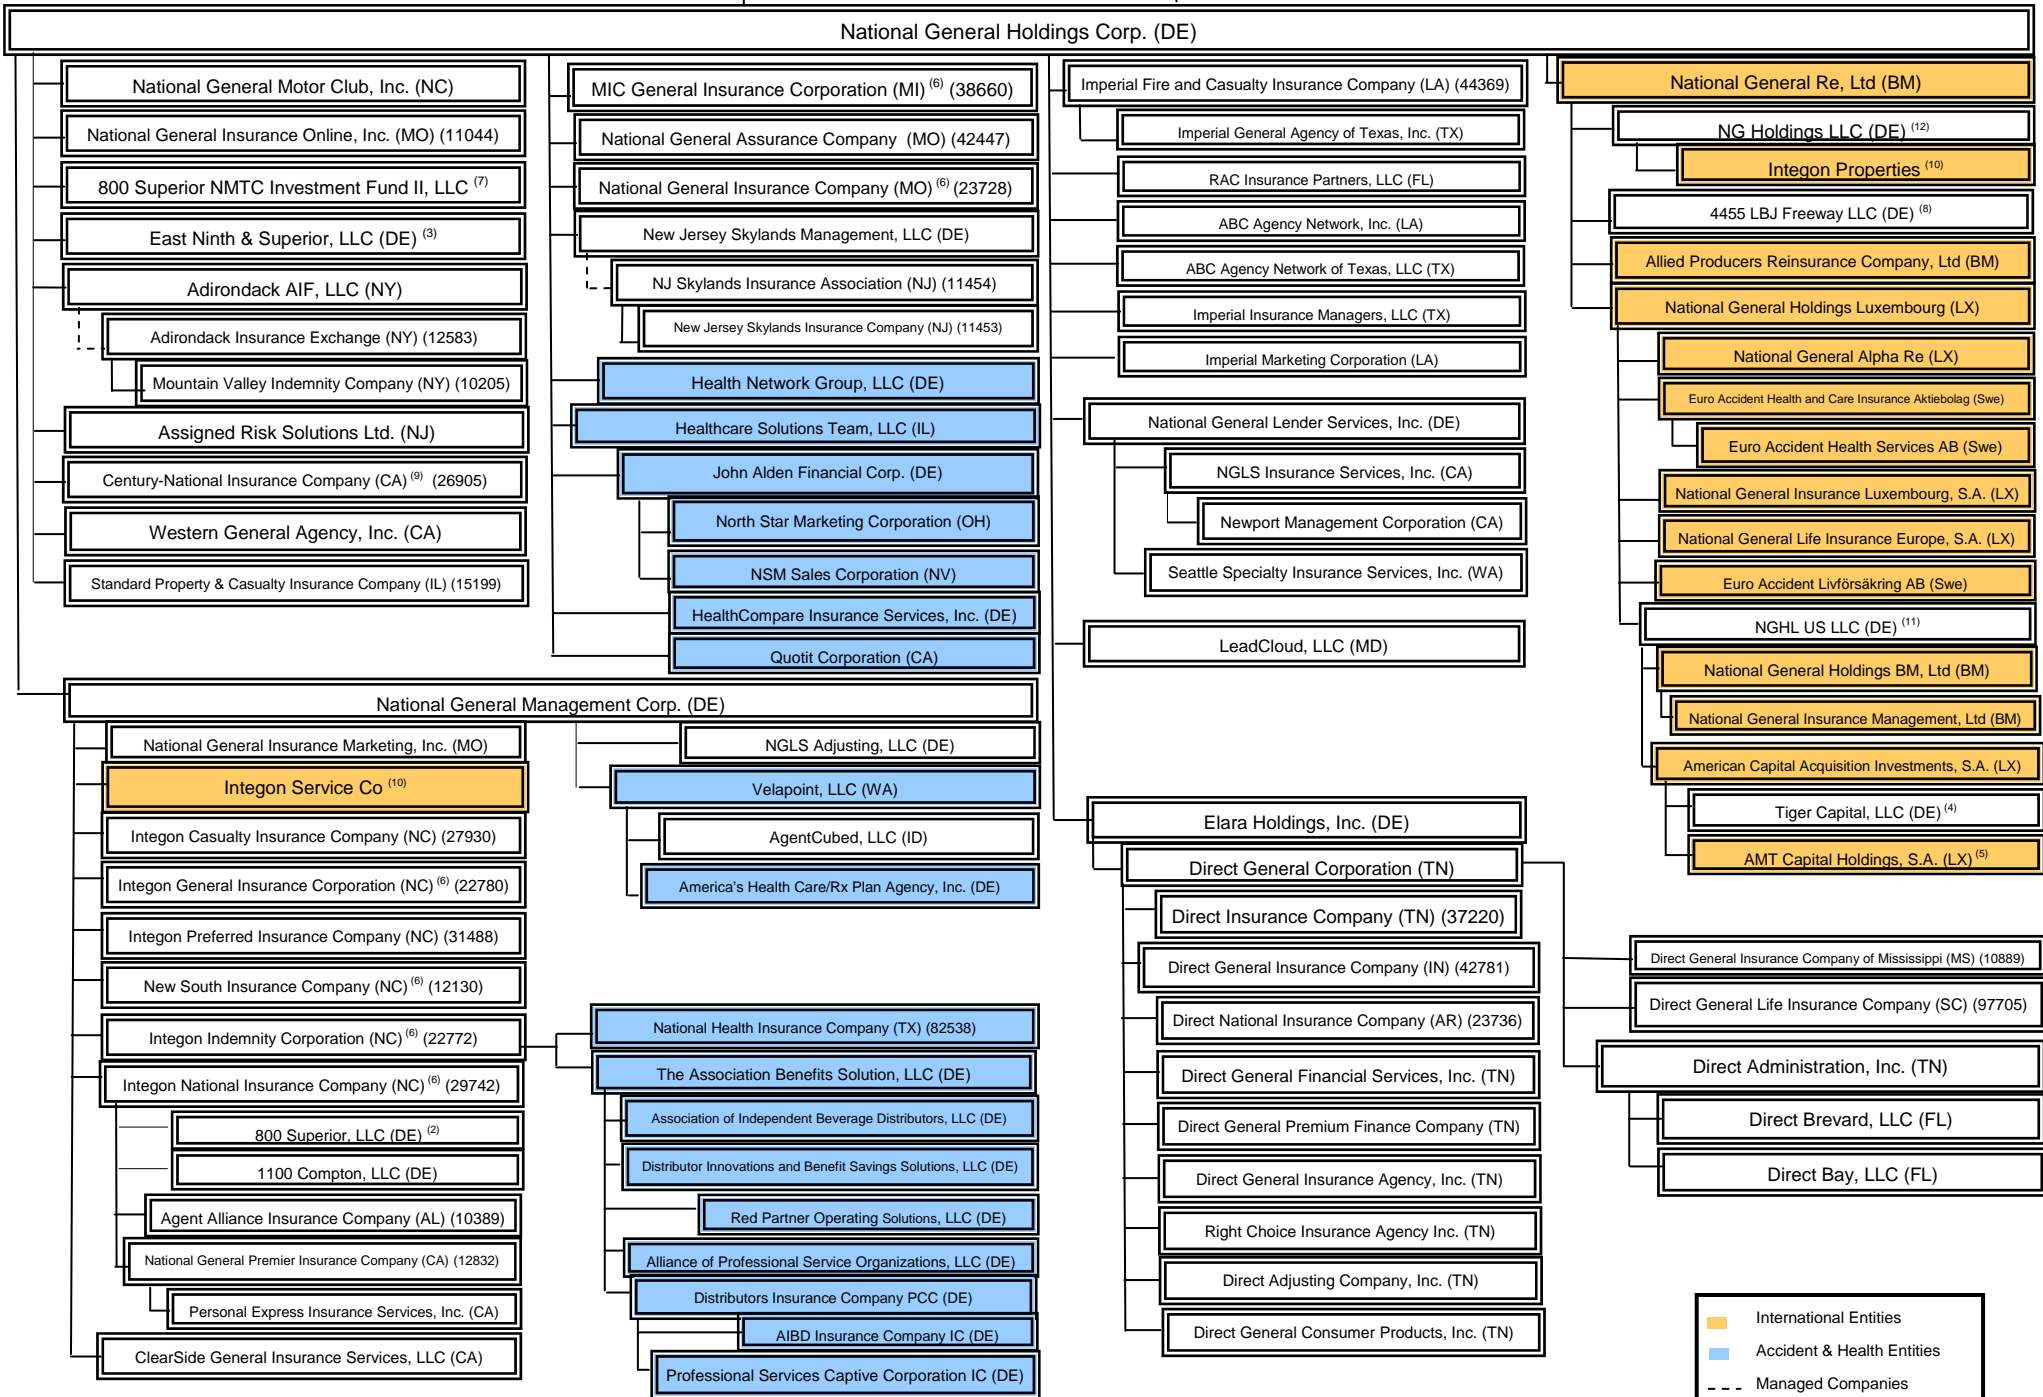 National General Holdings Corp. (DE)
National General Motor Club, Inc. (NC)
National General Insurance Online, Inc. (MO) (11044)
800 Superior NMTC Investment Fund II, LLC (7)
East Ninth & Superior, LLC (DE) (3)
Adirondack AIF, LLC (NY)
Adirondack Insurance Exchange (NY) (12583)
Mountain Valley Indemnity Company (NY) (10205)
Assigned Risk Solutions Ltd. (NJ)
Century-National Insurance Company (CA) (9) (26905)
Western General Agency, Inc. (CA)
Standard Property & Casualty Insurance Company (IL) (15199)
MIC General Insurance Corporation (MI) (6) (38660)
National General Assurance Company (MO) (42447)
National General Insurance Company (MO) (6) (23728)
New Jersey Skylands Management, LLC (DE)
NJ Skylands Insurance Association (NJ) (11454)
New Jersey Skylands Insurance Company (NJ) (11453)
Health Network Group, LLC (DE)
Healthcare Solutions Team, LLC (IL)
John Alden Financial Corp. (DE)
North Star Marketing Corporation (OH)
NSM Sales Corporation (NV)
HealthCompare Insurance Services, Inc. (DE)
Quotit Corporation (CA)
Imperial Fire and Casualty Insurance Company (LA) (44369)
Imperial General Agency of Texas, Inc. (TX)
RAC Insurance Partners, LLC (FL)
ABC Agency Network, Inc. (LA)
ABC Agency Network of Texas, LLC (TX)
Imperial Insurance Managers, LLC (TX)
Imperial Marketing Corporation (LA)
National General Lender Services, Inc. (DE)
NGLS Insurance Services, Inc. (CA)
Newport Management Corporation (CA)
Seattle Specialty Insurance Services, Inc. (WA)
LeadCloud, LLC (MD)
National General Re, Ltd (BM)
NG Holdings LLC (DE) (12)
Integon Properties (10)
4455 LBJ Freeway LLC (DE) (8)
Allied Producers Reinsurance Company, Ltd (BM)
National General Holdings Luxembourg (LX)
National General Alpha Re (LX)
Euro Accident Health and Care Insurance Aktiebolag (Swe)
Euro Accident Health Services AB (Swe)
National General Insurance Luxembourg, S.A. (LX)
National General Life Insurance Europe, S.A. (LX)
Euro Accident Livförsäkring AB (Swe)
NGHL US LLC (DE) (11)
National General Holdings BM, Ltd (BM)
National General Insurance Management, Ltd (BM)
American Capital Acquisition Investments, S.A. (LX)
Tiger Capital, LLC (DE) (4)
AMT Capital Holdings, S.A. (LX) (5)
National General Management Corp. (DE)
National General Insurance Marketing, Inc. (MO)
Integon Service Co (10)
Integon Casualty Insurance Company (NC) (27930)
Integon General Insurance Corporation (NC) (6) (22780)
Integon Preferred Insurance Company (NC) (31488)
New South Insurance Company (NC) (6) (12130)
Integon Indemnity Corporation (NC) (6) (22772)
Integon National Insurance Company (NC) (6) (29742)
800 Superior, LLC (DE) (2)
1100 Compton, LLC (DE)
Agent Alliance Insurance Company (AL) (10389)
National General Premier Insurance Company (CA) (12832)
Personal Express Insurance Services, Inc. (CA)
ClearSide General Insurance Services, LLC (CA)
NGLS Adjusting, LLC (DE)
Velapoint, LLC (WA)
AgentCubed, LLC (ID)
America's Health Care/Rx Plan Agency, Inc. (DE)
National Health Insurance Company (TX) (82538)
The Association Benefits Solution, LLC (DE)
Association of Independent Beverage Distributors, LLC (DE)
Distributor Innovations and Benefit Savings Solutions, LLC (DE)
Red Partner Operating Solutions, LLC (DE)
Alliance of Professional Service Organizations, LLC (DE)
Distributors Insurance Company PCC (DE)
AIBD Insurance Company IC (DE)
Professional Services Captive Corporation IC (DE)
Elara Holdings, Inc. (DE)
Direct General Corporation (TN)
Direct Insurance Company (TN) (37220)
Direct General Insurance Company (IN) (42781)
Direct National Insurance Company (AR) (23736)
Direct General Financial Services, Inc. (TN)
Direct General Premium Finance Company (TN)
Direct General Insurance Agency, Inc. (TN)
Right Choice Insurance Agency Inc. (TN)
Direct Adjusting Company, Inc. (TN)
Direct General Consumer Products, Inc. (TN)
Direct General Insurance Company of Mississippi (MS) (10889)
Direct General Life Insurance Company (SC) (97705)
Direct Administration, Inc. (TN)
Direct Brevard, LLC (FL)
Direct Bay, LLC (FL)
International Entities
Accident & Health Entities
Managed Companies